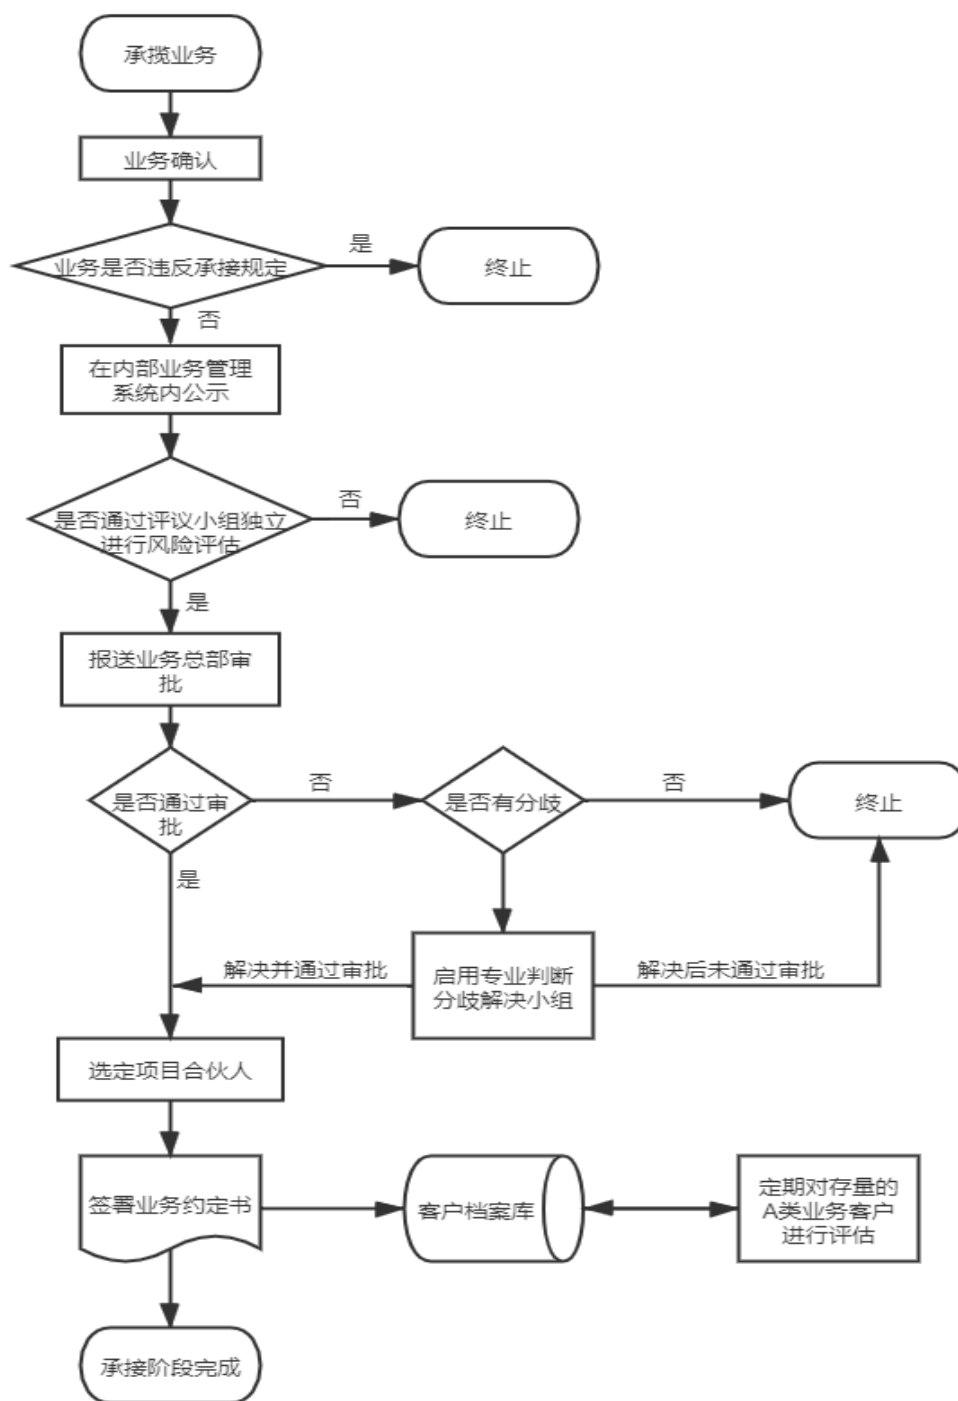 承揽业务
业务确认
业务是否违反承接规定
是
终止
否
在内部业务管理
系统内公示
是否通过评议小组独立
进行风险评估
否
终止
是
报送业务总部审
批
是否通过审
批
否
是否有分歧
否
终止
是
解决并通过审批
启用专业判断
分歧解决小组
解决后未通过审批
选定项目合伙人
签署业务约定书
客户档案库
定期对存量的
A类业务客户
进行评估
承接阶段完成